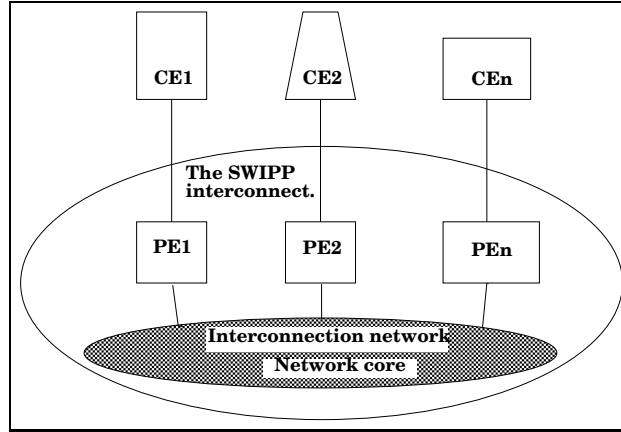 CE1
CE2
CEn
The SWIPP
interconnect.
PE1
PE2
PEn
Interconnection network
Network core